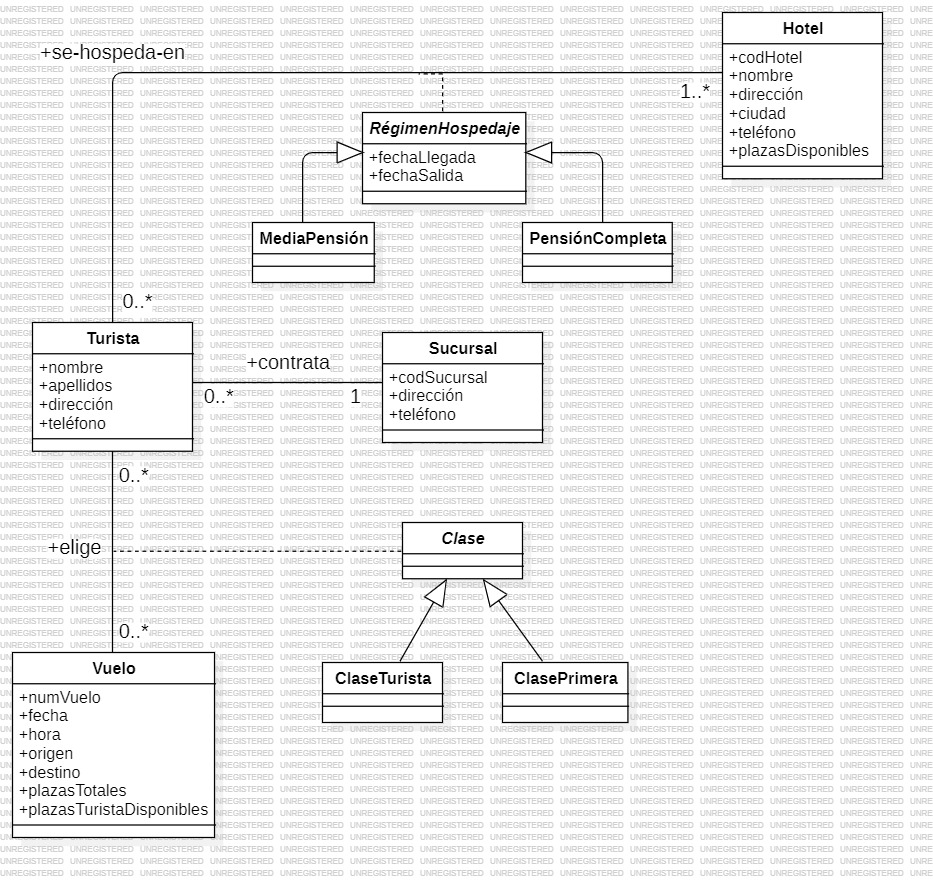 +se-hospeda-en
Hotel
+codHotel
+nombre
+dirección
+ciudad
+teléfono
+plazasDisponibles
1..*
RégimenHospedaje
+fechaLlegada
+fechaSalida
MediaPensión
PensiónCompleta
0..*
Turista
+nombre
+apellidos
+dirección
+teléfono
+contrata
0..*
1
Sucursal
+codSucursal
+dirección
+teléfono
0..*
+elige
Clase
0..*
Vuelo
+numVuelo
+fecha
+hora
+origen
+destino
+plazasTotales
+plazasTuristaDisponibles
ClaseTurista
ClasePrimera
UNREGISTERED